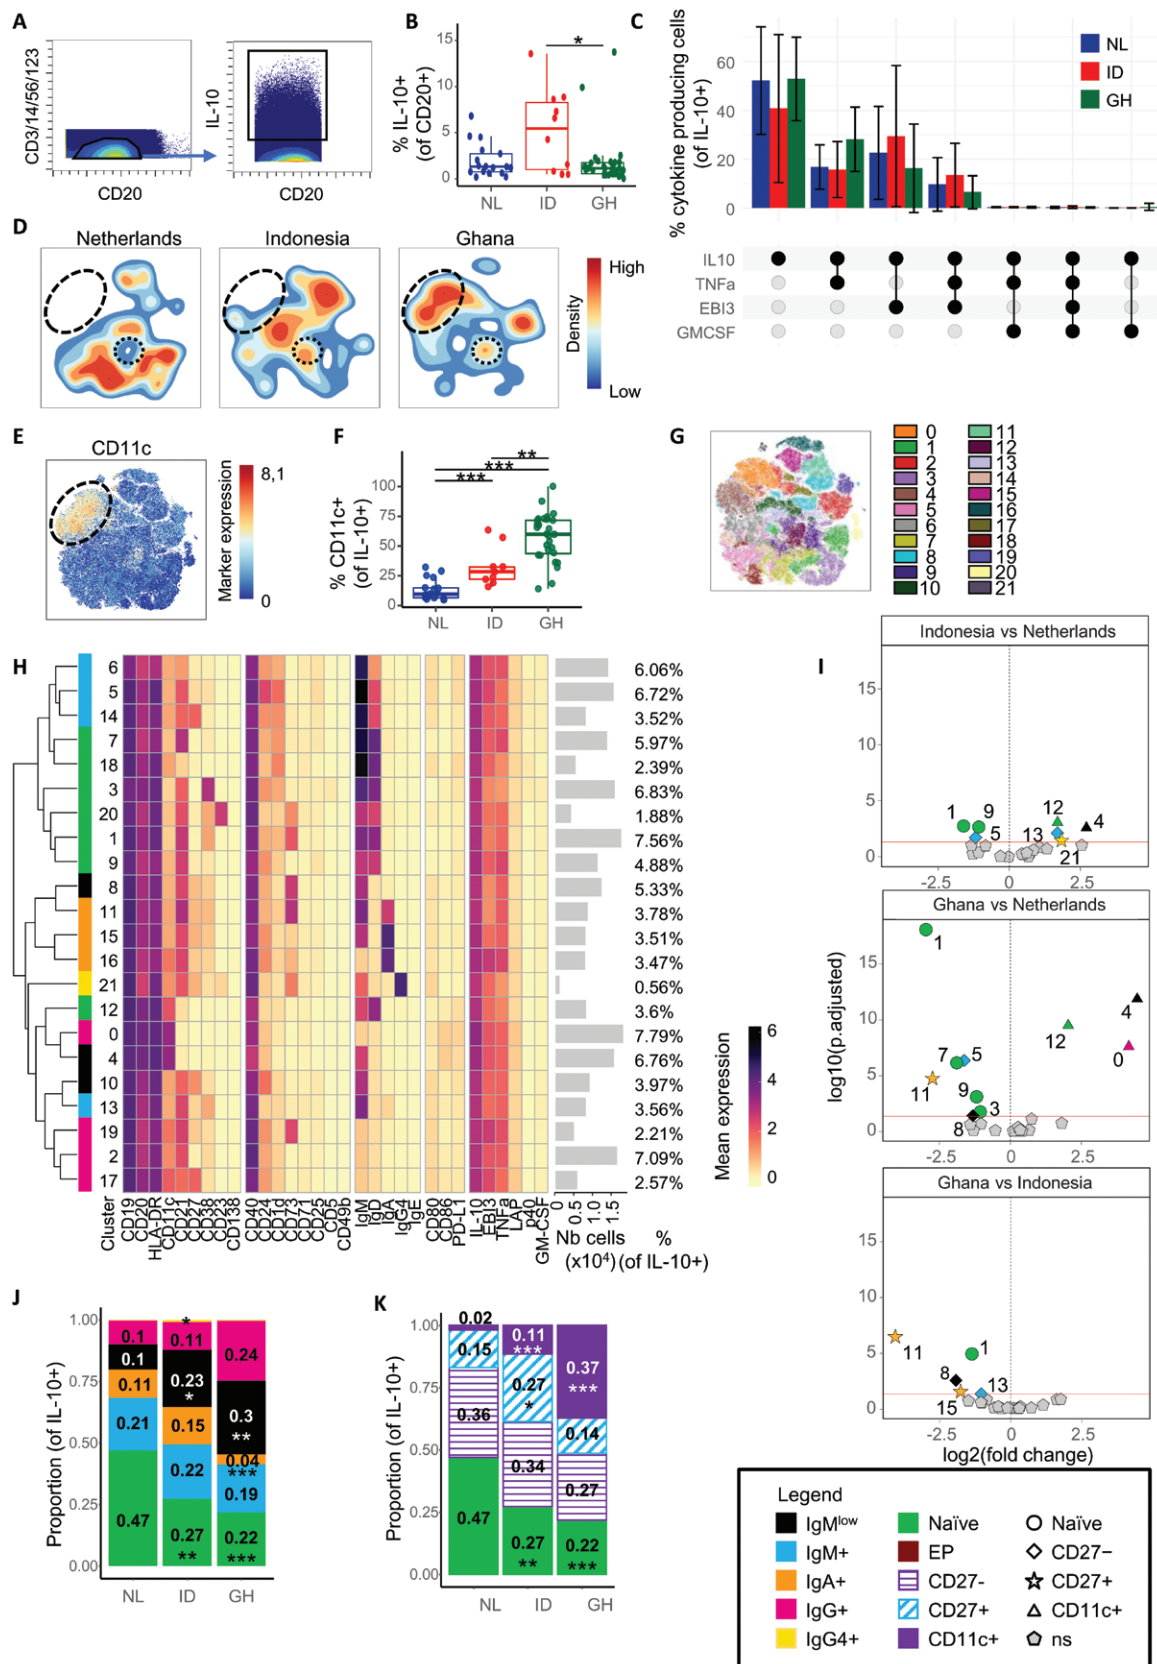 A
CD3/14/56/123
CD20
IL-10
CD20
B
% IL-10+
(of CD20+)
15
10
5
0
*
NL
ID
GH
C
% cytokine producing cells
(of IL-10+)
60
40
20
0
NL
ID
GH
IL10
TNFa
EBI3
GMCSF
D
Netherlands
Indonesia
Ghana
High
Density
Low
E
CD11c
8,1
Marker expression
0
F
% CD11c+
(of IL-10+)
100
75
50
25
0
**
***
***
NL
ID
GH
G
0
1
2
3
4
5
6
7
8
9
10
11
12
13
14
15
16
17
18
19
20
21
H
6 6.06%
5 6.72%
14 3.52%
7 5.97%
18 2.39%
3 6.83%
20 1.88%
1 7.56%
9 4.88%
8 5.33%
11 3.78%
15 3.51%
16 3.47%
21 0.56%
12 3.6%
0 7.79%
4 6.76%
10 3.97%
13 3.56%
19 2.21%
2 7.09%
17 2.57%
Cluster
CD19
CD20
HLA-DR
CD11c
CD21
CD27
CD38
CD23
CD138
CD40
CD24
CD1d
CD73
CD71
CD25
CD5
CD49b
IgM
IgD
IgA
IgG4
IgE
CD80
CD86
PD-L1
IL-10
EBI3
TNFa
LAP
p40
GM-CSF
0
0.5
1.0
1.5
Nb cells
(x10⁴)
%
(of IL-10+)
Mean expression
6
4
2
0
I
Indonesia vs Netherlands
15
10
5
0
1
9
5
12
4
13
21
-2.5
0
2.5
Ghana vs Netherlands
log10(p.adjusted)
15
10
5
0
1
4
12
0
7
5
11
9
3
8
-2.5
0
2.5
Ghana vs Indonesia
15
10
5
0
11
1
8
13
15
-2.5
0
2.5
log2(fold change)
J
Proportion (of IL-10+)
1.00
0.75
0.50
0.25
0.00
0.1
0.1
0.11
0.21
0.47
*
0.11
0.23
*
0.15
0.22
0.27
**
0.24
0.3
**
0.04
***
0.19
0.22
***
NL
ID
GH
K
Proportion (of IL-10+)
1.00
0.75
0.50
0.25
0.00
0.02
0.15
0.36
0.47
0.11
***
0.27
*
0.34
0.27
**
0.37
***
0.14
0.27
0.22
***
NL
ID
GH
Legend
IgMlow
IgM+
IgA+
IgG+
IgG4+
Naïve
EP
CD27-
CD27+
CD11c+
Naïve
CD27−
CD27+
CD11c+
ns